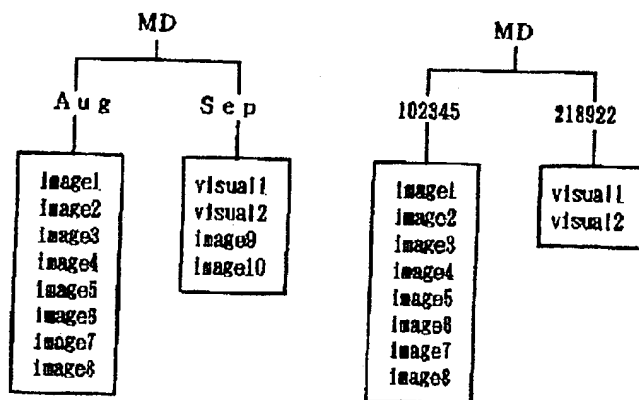 MD
Aug
Sep
image1
image2
image3
image4
image5
image6
image7
image8
visual1
visual2
image9
image10
MD
102345
218922
image1
image2
image3
image4
image5
image6
image7
image8
visual1
visual2